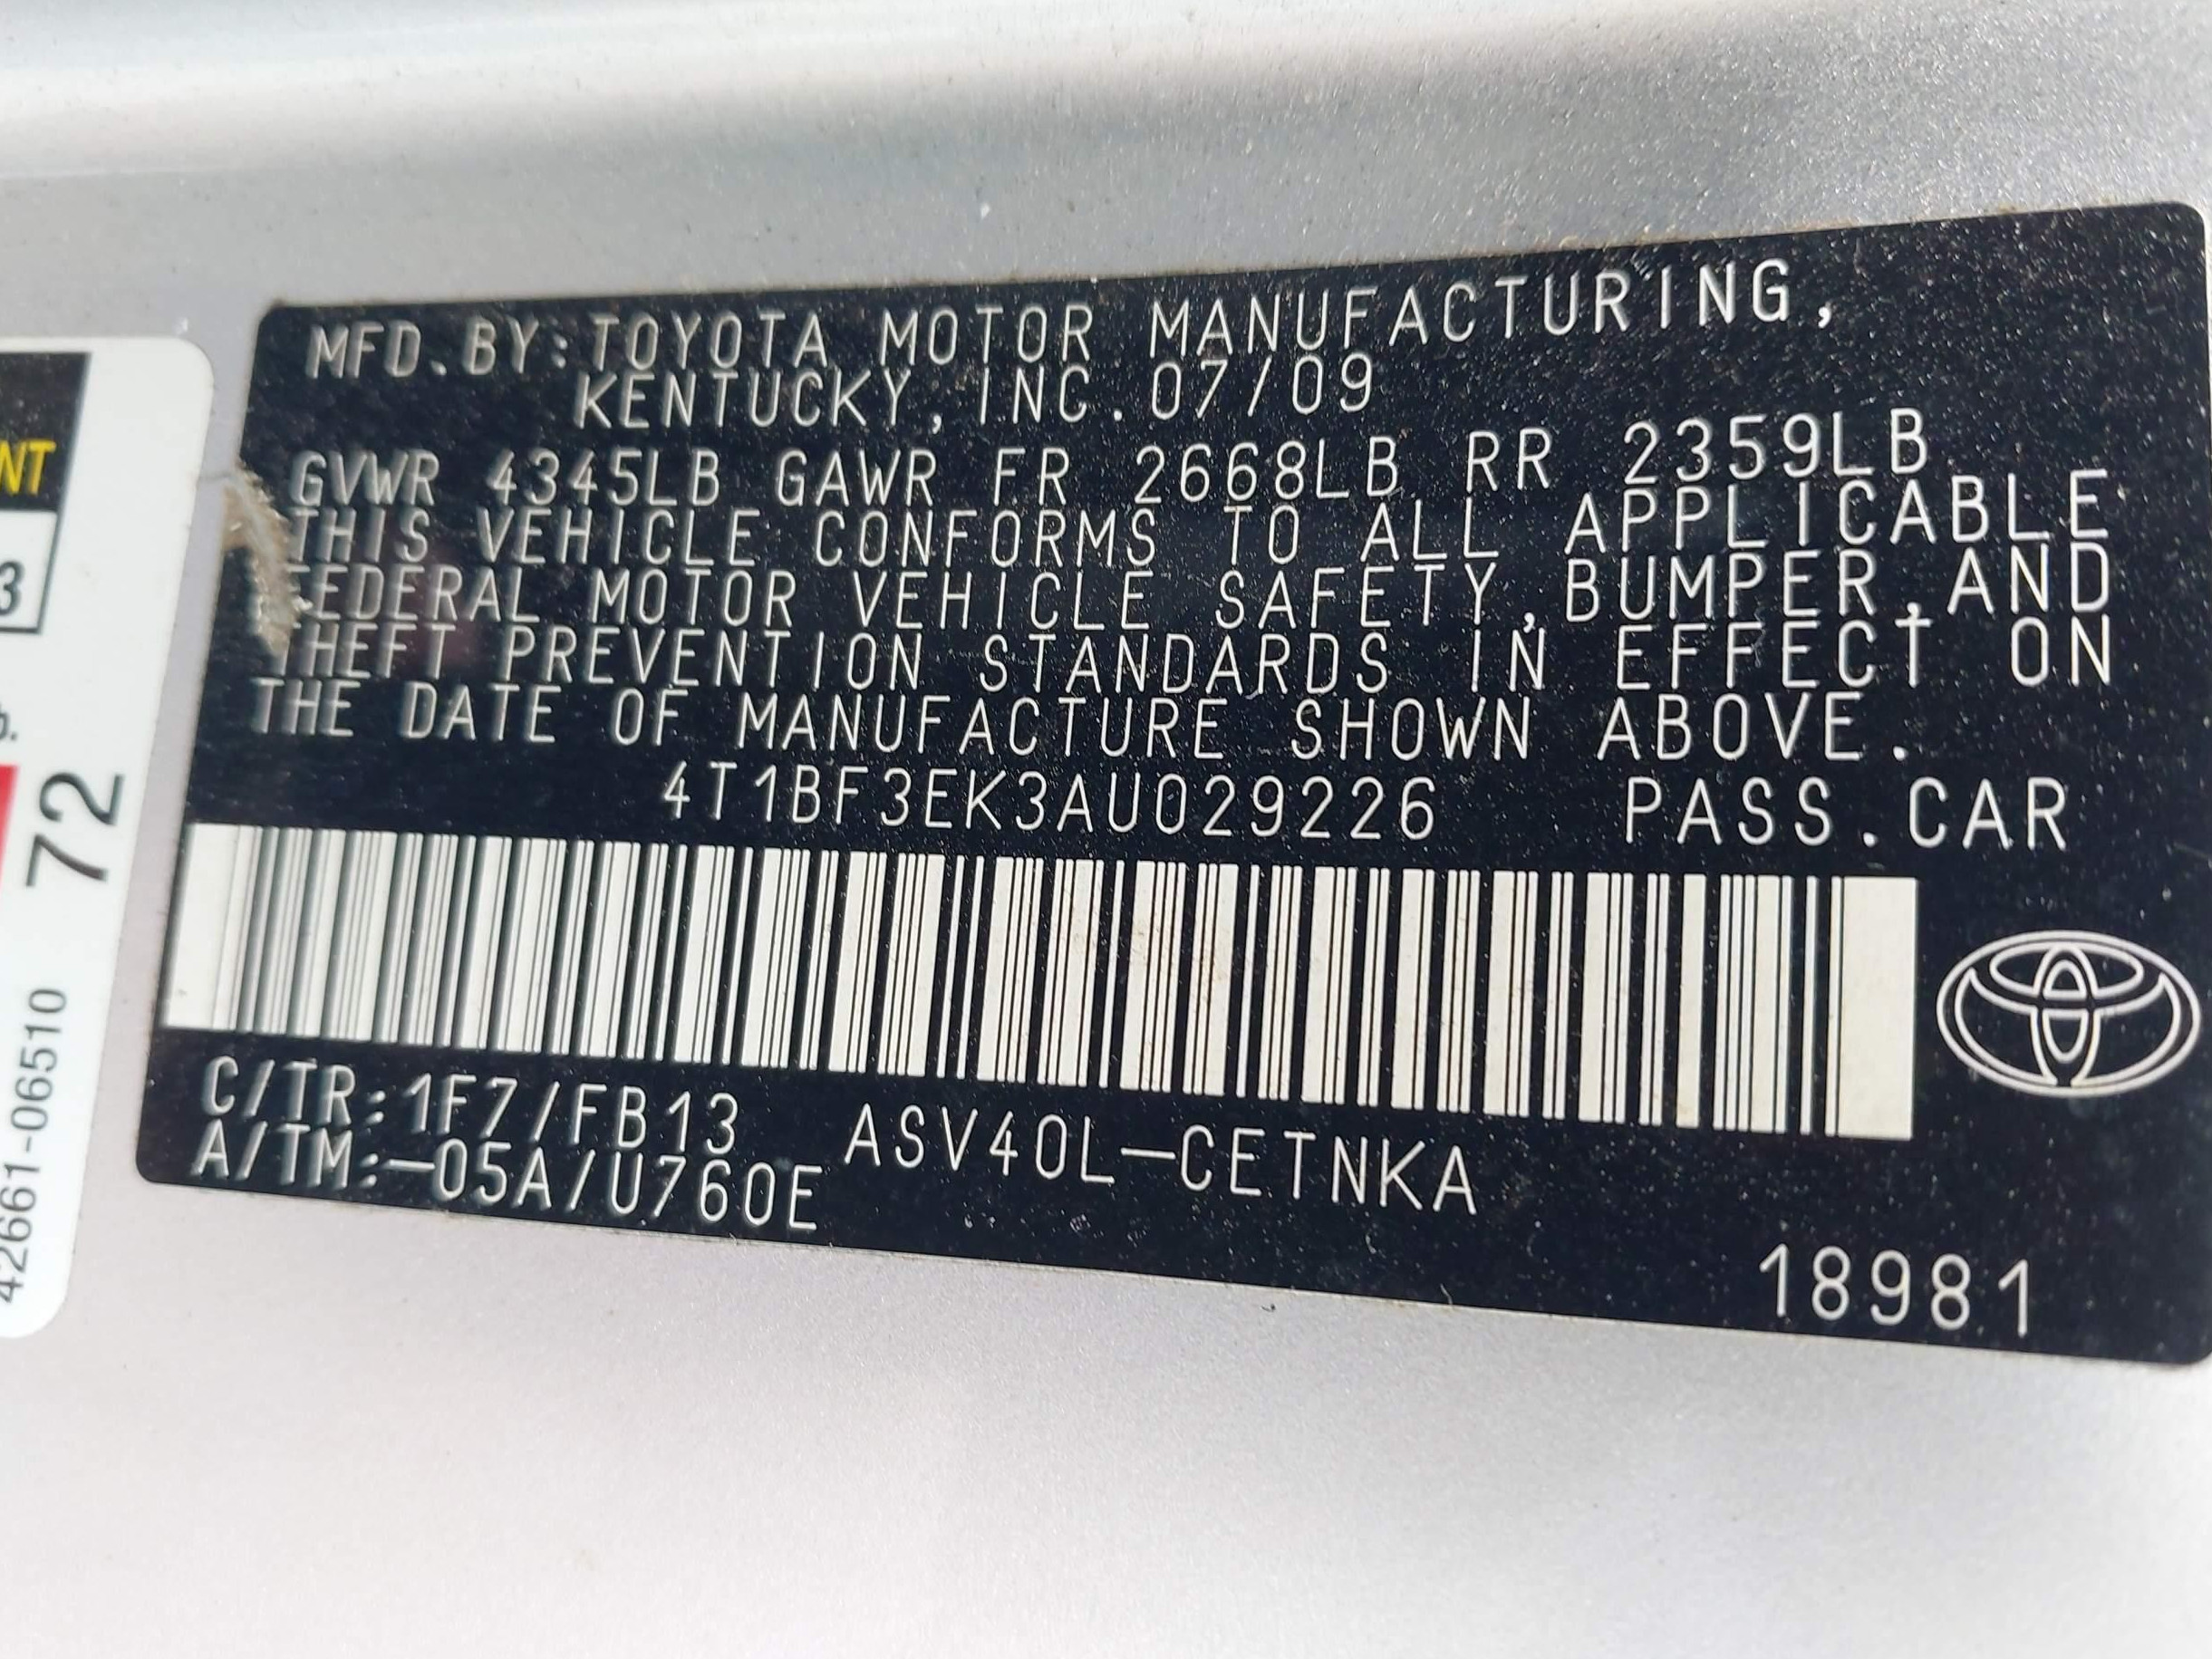 MFD.BY:TOYOTA MOTOR MANUFACTURING,
KENTUCKY, INC.07/09
GVWR 4345LB GAWR FR 2668LB RR 2359LB
THIS VEHICLE CONFORMS TO ALL APPLICABLE
FEDERAL MOTOR VEHICLE SAFETY,BUMPER,AND
THEFT PREVENTION STANDARDS IN EFFECT ON
THE DATE OF MANUFACTURE SHOWN ABOVE.
4T1BF3EK3AU029226 PASS.CAR
C/TR:1F7/FB13 ASV40L-CETNKA
A/TM:-05A/U760E
18981
NT
3
72
42661-06510